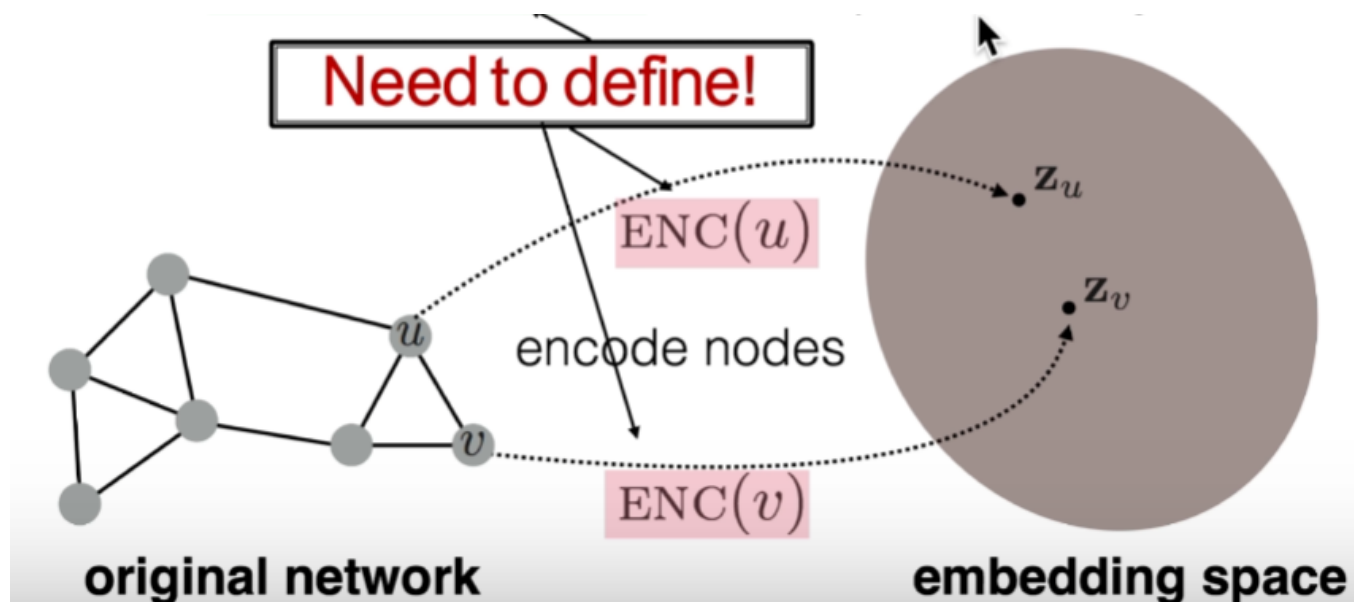 Need to define!
z_u
ENC(u)
z_v
u
encode nodes
v
ENC(v)
original network
embedding space